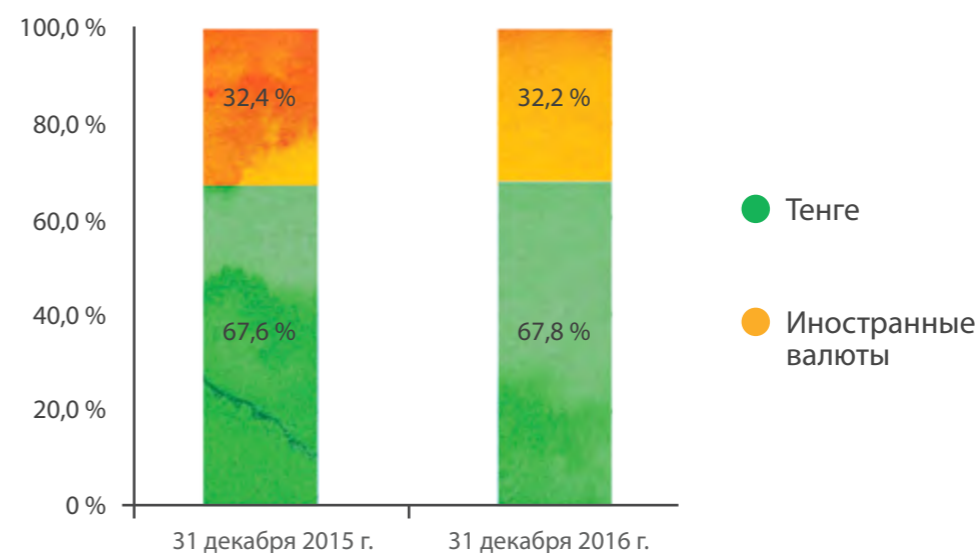 100,0 %
80,0 %
60,0 %
40,0 %
20,0 %
0 %
32,4 %
67,6 %
32,2 %
67,8 %
31 декабря 2015 г.
31 декабря 2016 г.
Тенге
Иностранные
валюты